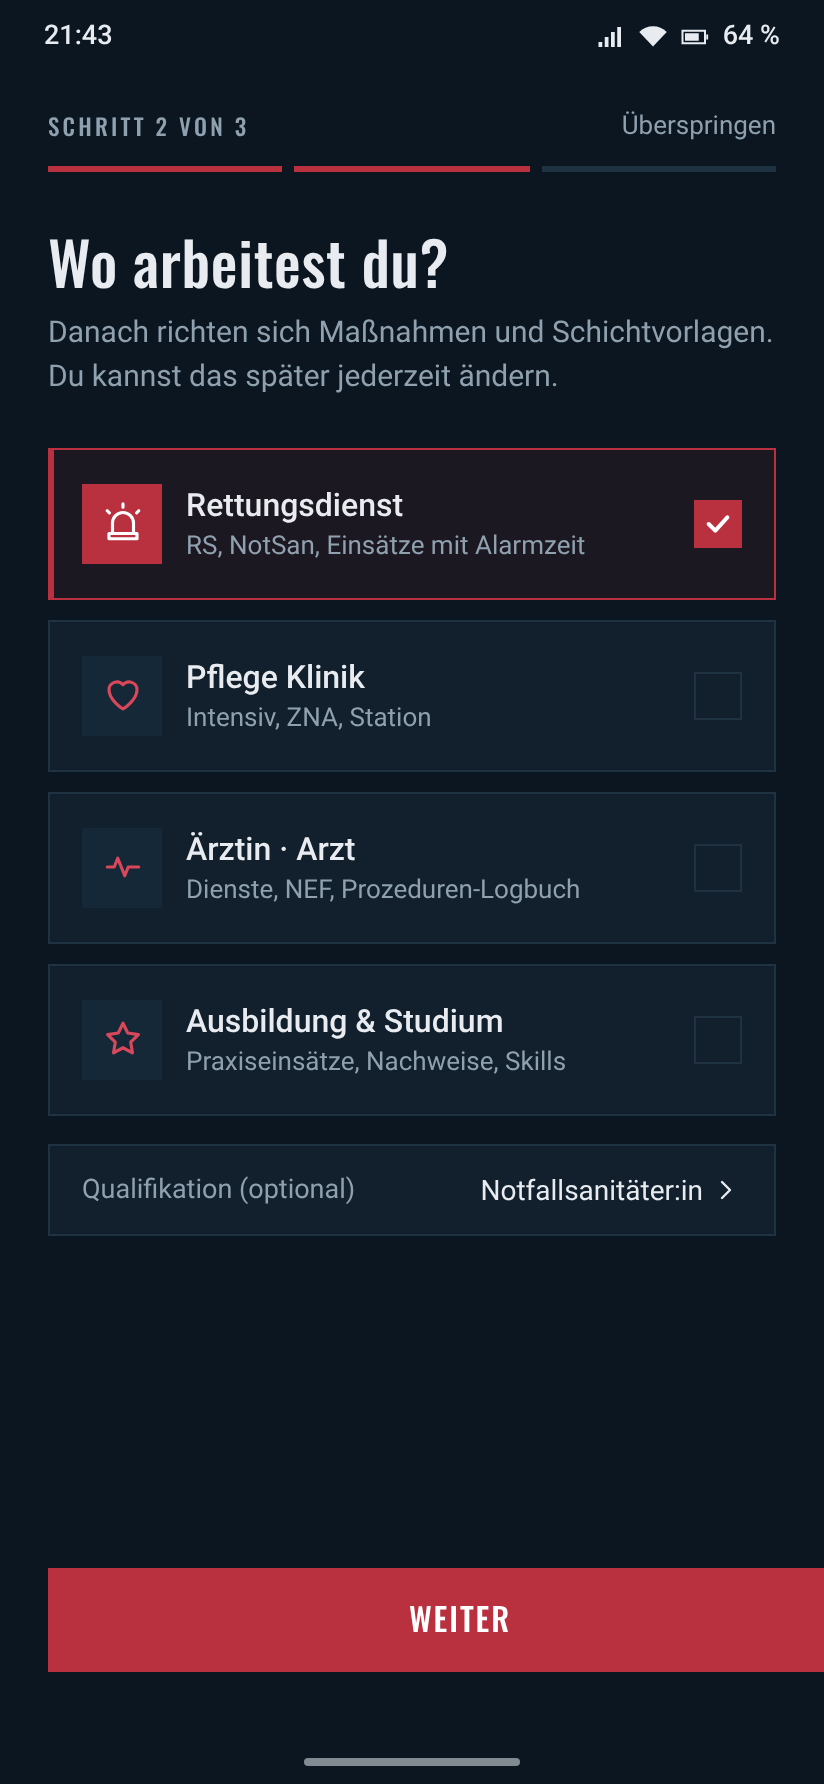 21:43
64 %
SCHRITT 2 VON 3
Überspringen
Wo arbeitest du?
Danach richten sich Maßnahmen und Schichtvorlagen.
Du kannst das später jederzeit ändern.
Rettungsdienst
RS, NotSan, Einsätze mit Alarmzeit
Pflege Klinik
Intensiv, ZNA, Station
Ärztin · Arzt
Dienste, NEF, Prozeduren-Logbuch
Ausbildung & Studium
Praxiseinsätze, Nachweise, Skills
Qualifikation (optional)
Notfallsanitäter:in
WEITER